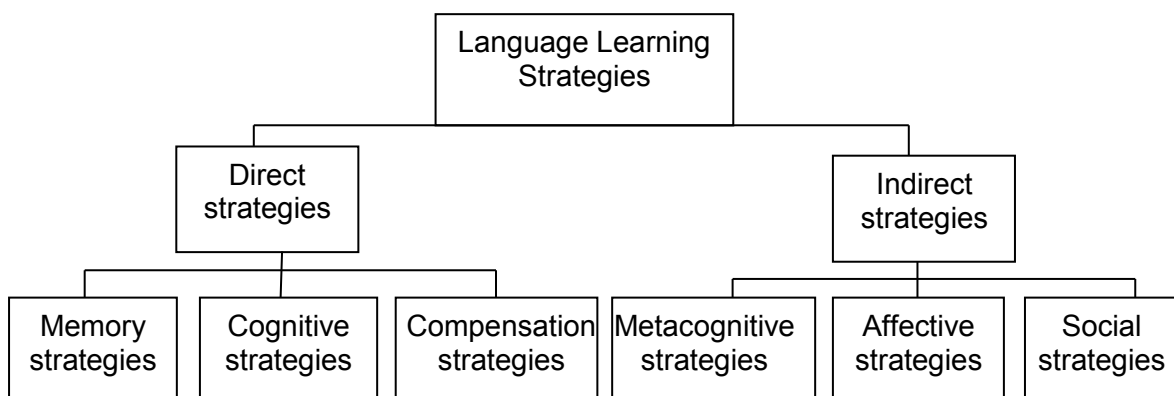 Language Learning
Strategies
Direct
strategies
Indirect
strategies
Memory
strategies
Cognitive
strategies
Compensation
strategies
Metacognitive
strategies
Affective
strategies
Social
strategies